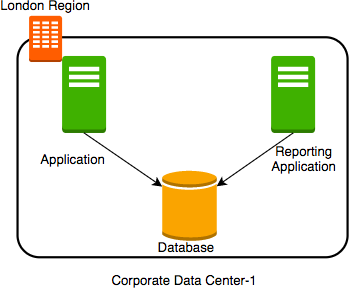 London Region
Application
Reporting
Application
Database
Corporate Data Center-1